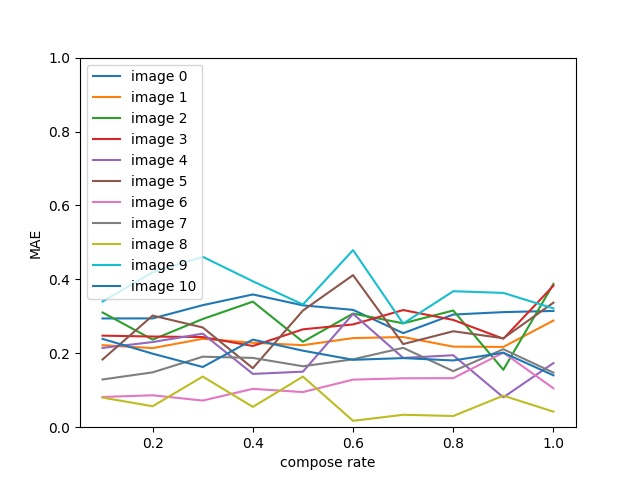 1.0
0.8
0.6
0.4
0.2
0.0
MAE
image 0
image 1
image 2
image 3
image 4
image 5
image 6
image 7
image 8
image 9
image 10
0.2 0.4 0.6 0.8 1.0
compose rate